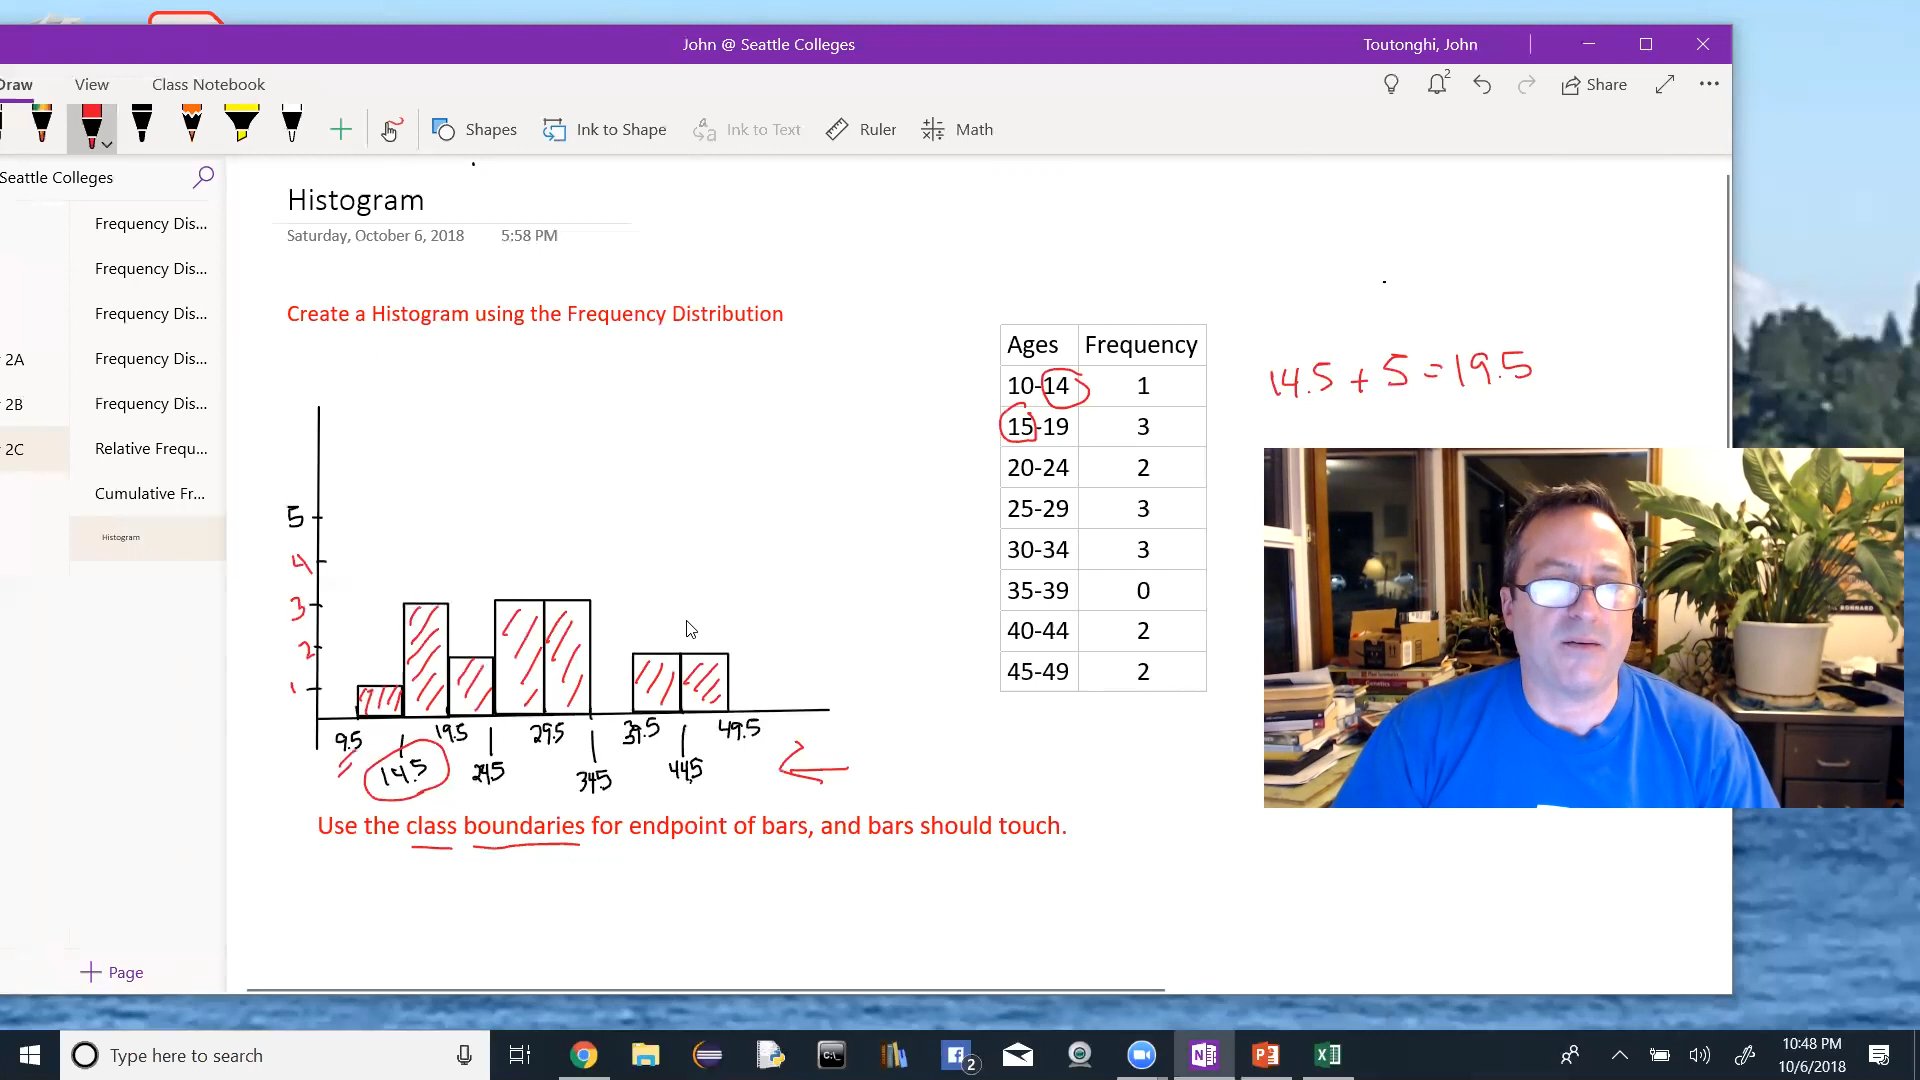 John @ Seattle Colleges
Toutonghi, John
Draw View Class Notebook
2 Share
Shapes Ink to Shape Ink to Text Ruler Math
Seattle Colleges
Frequency Dis...
Frequency Dis...
Frequency Dis...
2A Frequency Dis...
2B Frequency Dis...
2C Relative Frequ...
Cumulative Fr...
Histogram
+ Page
Histogram
Saturday, October 6, 2018 5:58 PM
Create a Histogram using the Frequency Distribution
Ages Frequency
10-14 1
15-19 3
20-24 2
25-29 3
30-34 3
35-39 0
40-44 2
45-49 2
14.5 + 5 = 19.5
5
4
3
2
1
9.5 19.5 29.5 39.5 49.5
14.5 24.5 34.5 44.5
Use the class boundaries for endpoint of bars, and bars should touch.
Type here to search
C:\
2
10:48 PM
10/6/2018